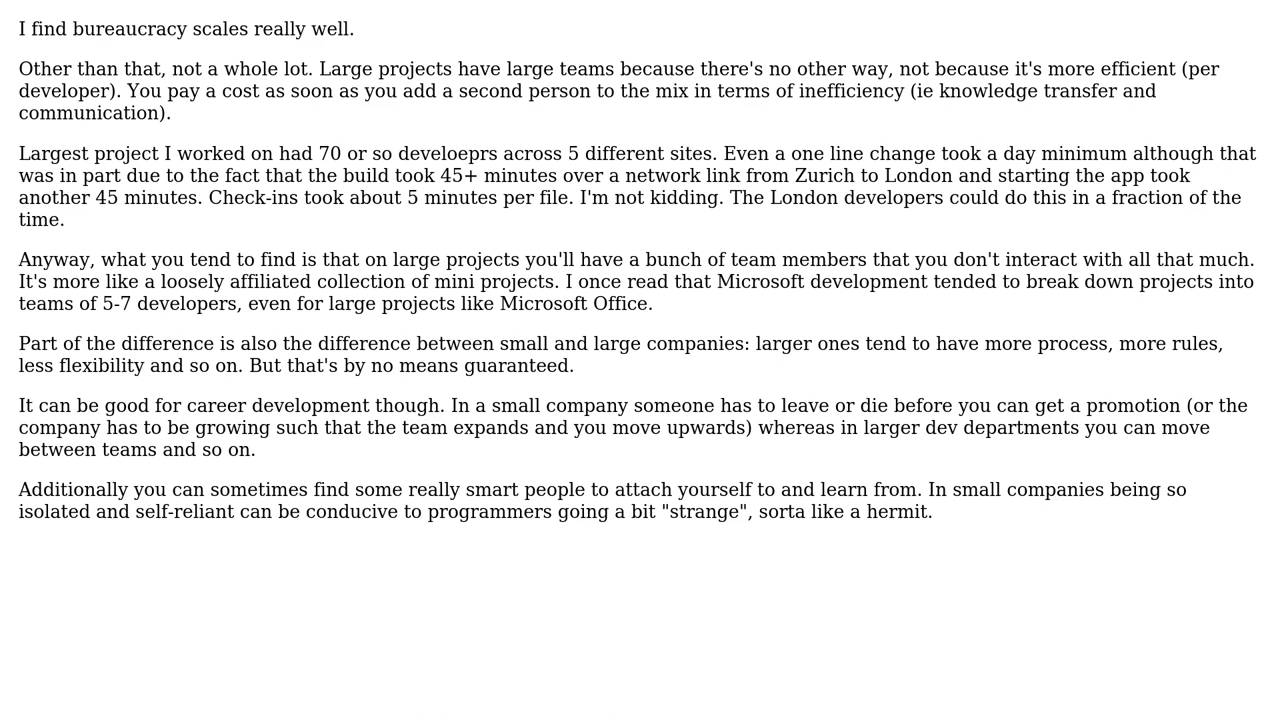 I find bureaucracy scales really well.
Other than that, not a whole lot. Large projects have large teams because there's no other way, not because it's more efficient (per
developer). You pay a cost as soon as you add a second person to the mix in terms of inefficiency (ie knowledge transfer and
communication).
Largest project I worked on had 70 or so develoeprs across 5 different sites. Even a one line change took a day minimum although that
was in part due to the fact that the build took 45+ minutes over a network link from Zurich to London and starting the app took
another 45 minutes. Check-ins took about 5 minutes per file. I'm not kidding. The London developers could do this in a fraction of the
time.
Anyway, what you tend to find is that on large projects you'll have a bunch of team members that you don't interact with all that much.
It's more like a loosely affiliated collection of mini projects. I once read that Microsoft development tended to break down projects into
teams of 5-7 developers, even for large projects like Microsoft Office.
Part of the difference is also the difference between small and large companies: larger ones tend to have more process, more rules,
less flexibility and so on. But that's by no means guaranteed.
It can be good for career development though. In a small company someone has to leave or die before you can get a promotion (or the
company has to be growing such that the team expands and you move upwards) whereas in larger dev departments you can move
between teams and so on.
Additionally you can sometimes find some really smart people to attach yourself to and learn from. In small companies being so
isolated and self-reliant can be conducive to programmers going a bit "strange", sorta like a hermit.